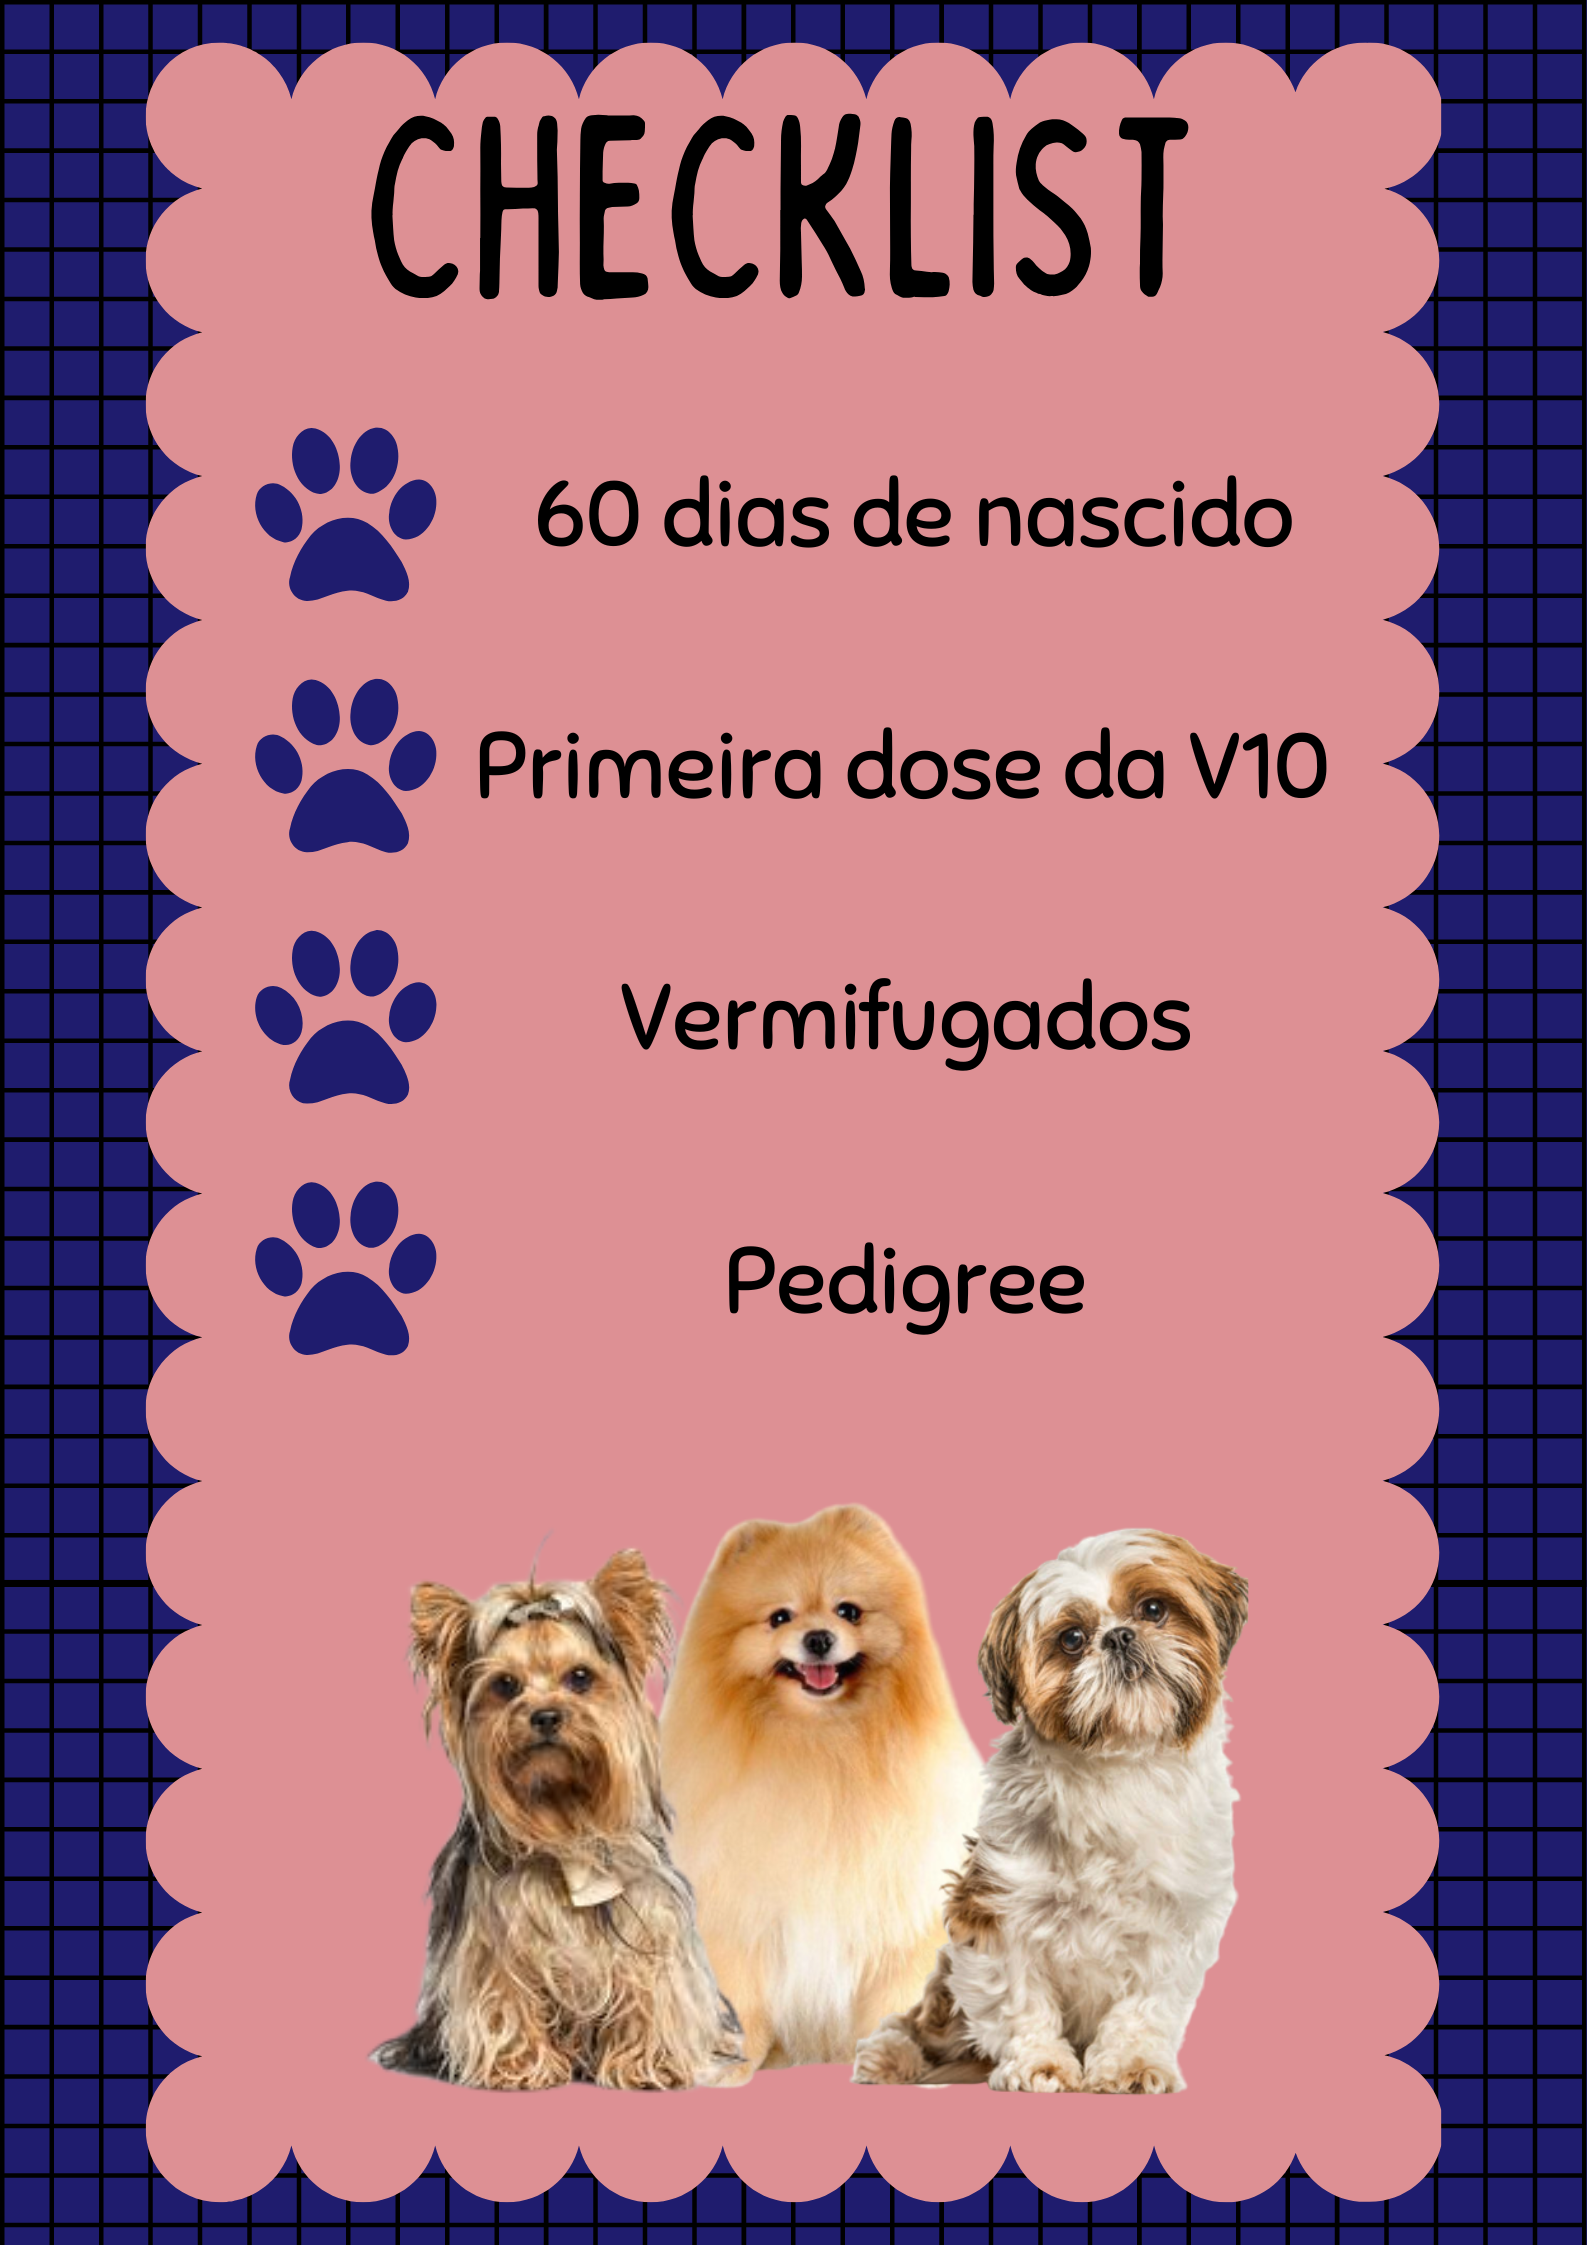 CHECKLIST
60 dias de nascido
Primeira dose da V10
Vermifugados
Pedigree